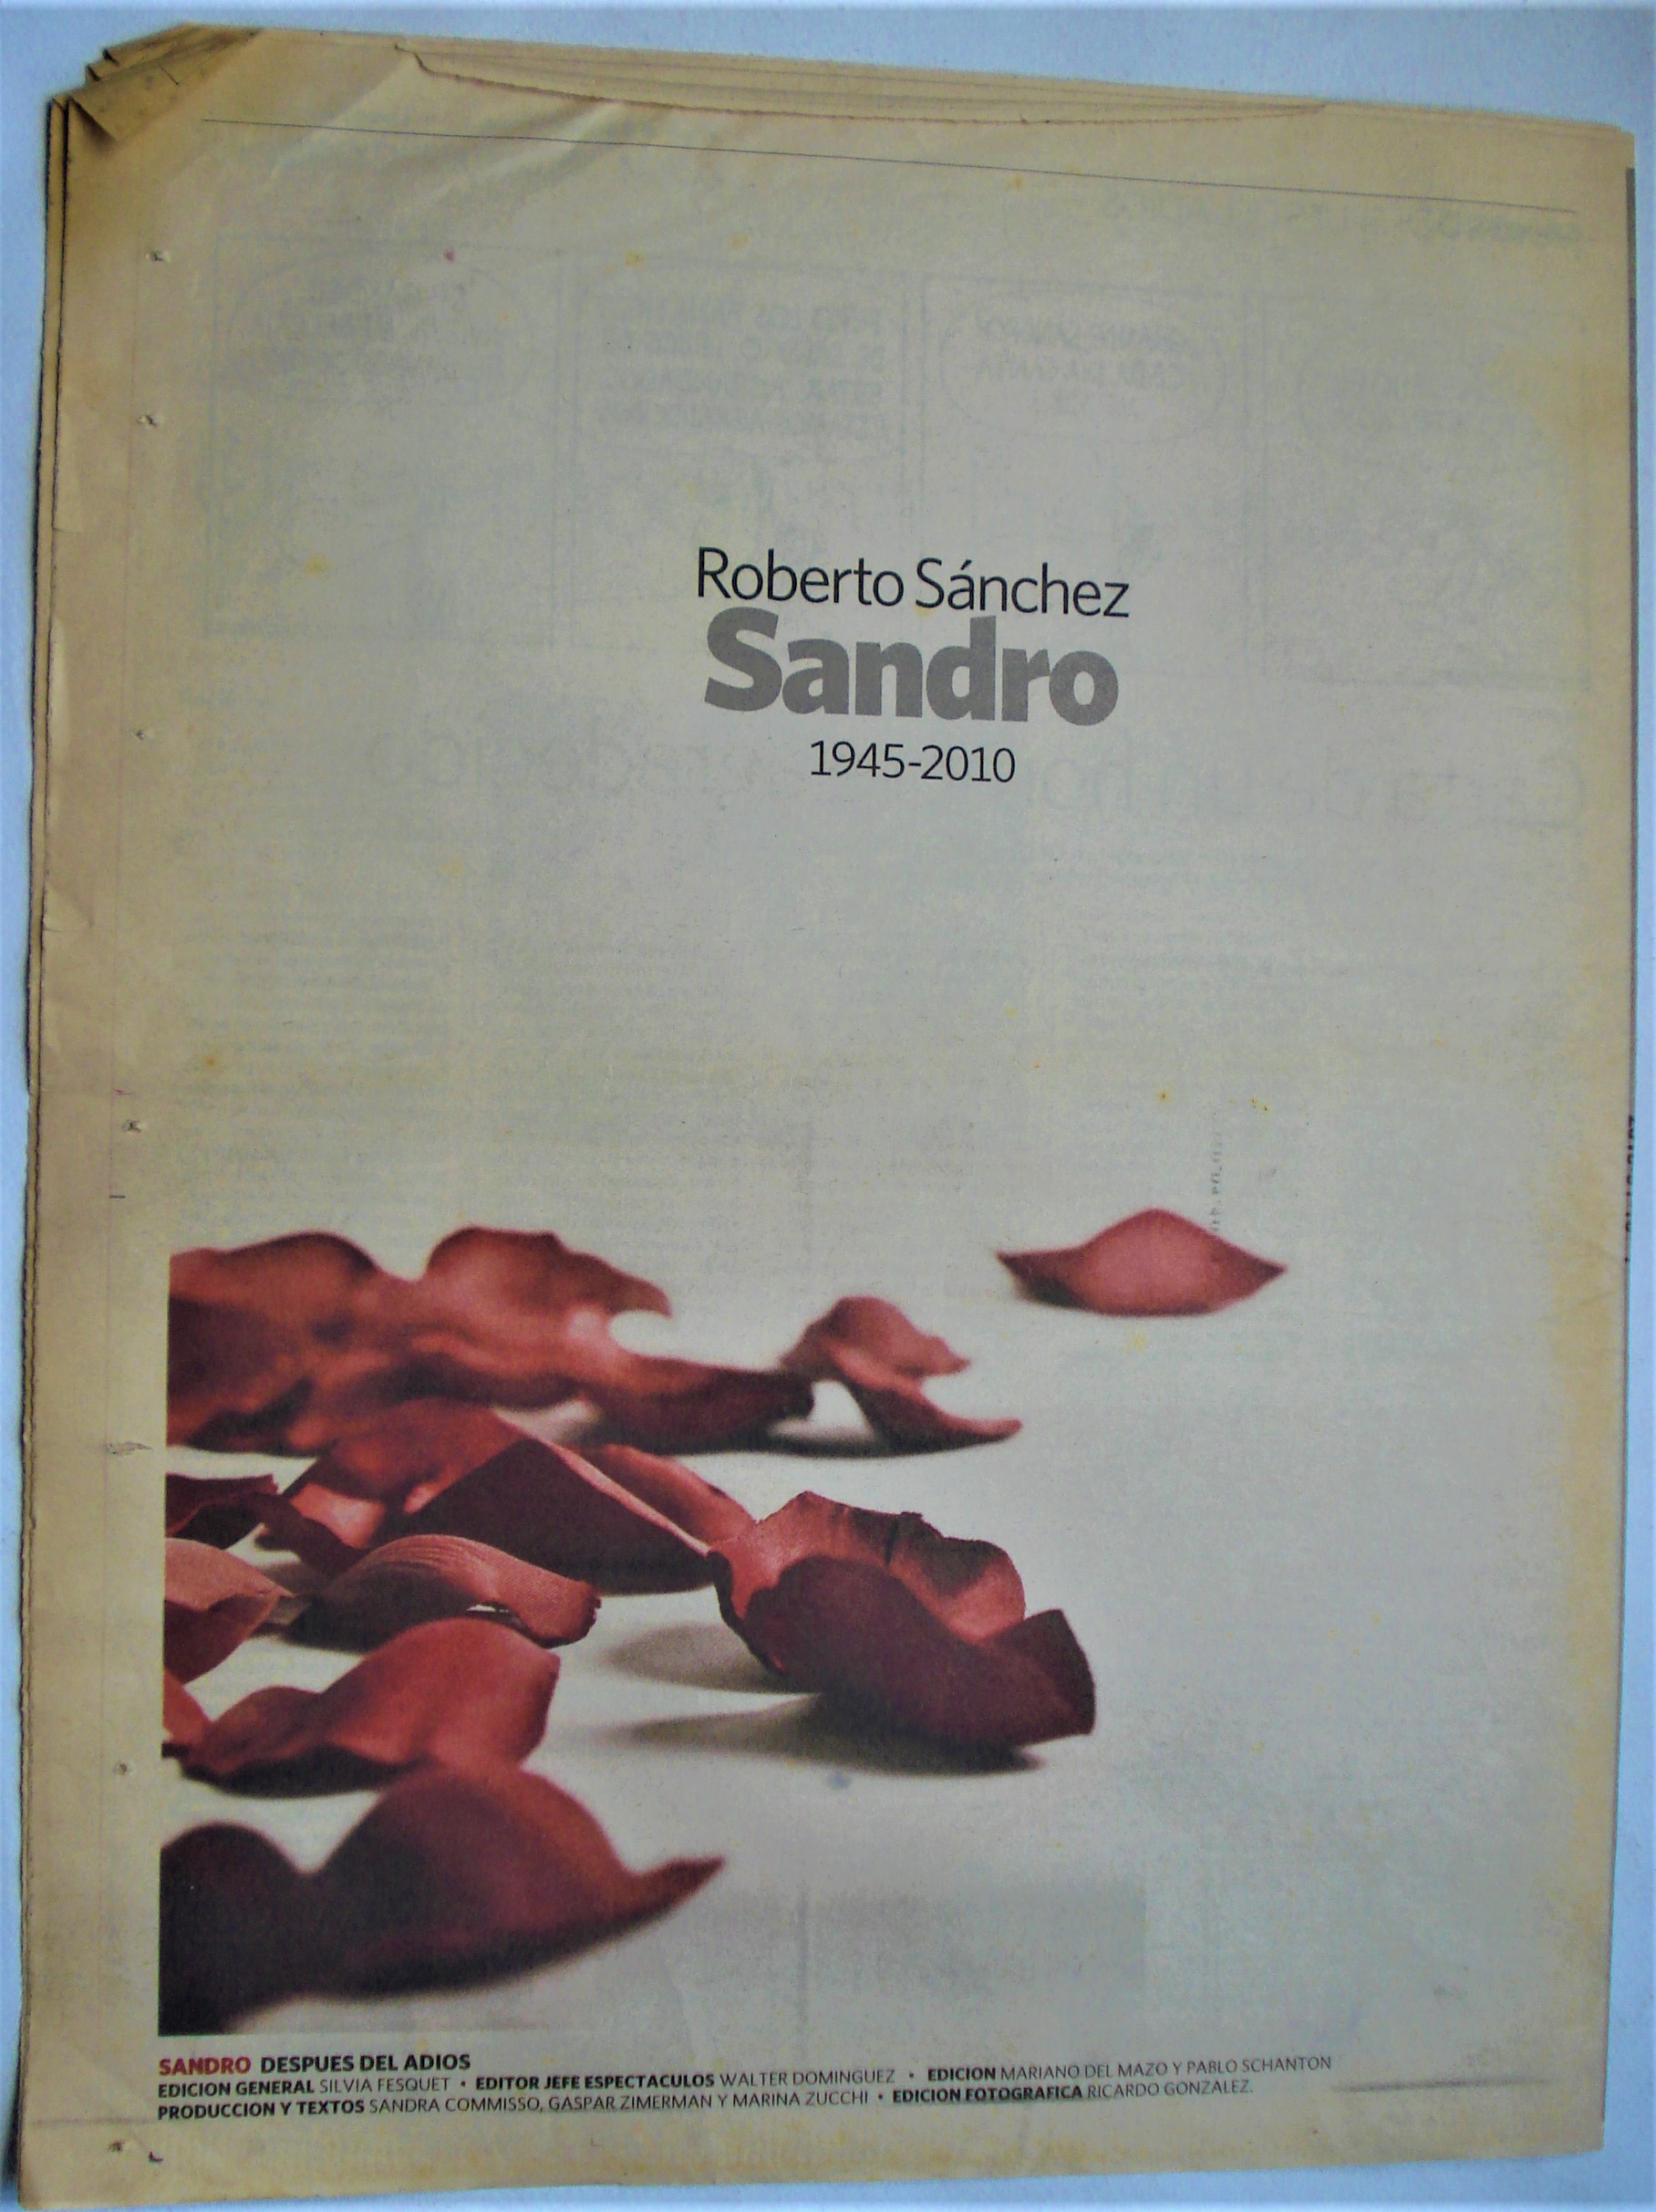 Roberto Sánchez
Sandro
1945-2010
SANDRO DESPUES DEL ADIOS
EDICION GENERAL SILVIA FESQUET • EDITOR JEFE ESPECTACULOS WALTER DOMINGUEZ • EDICION MARIANO DEL MAZO Y PABLO SCHANTON
PRODUCCION Y TEXTOS SANDRA COMMISSO, GASPAR ZIMERMAN Y MARINA ZUCCHI • EDICION FOTOGRAFICA RICARDO GONZALEZ.